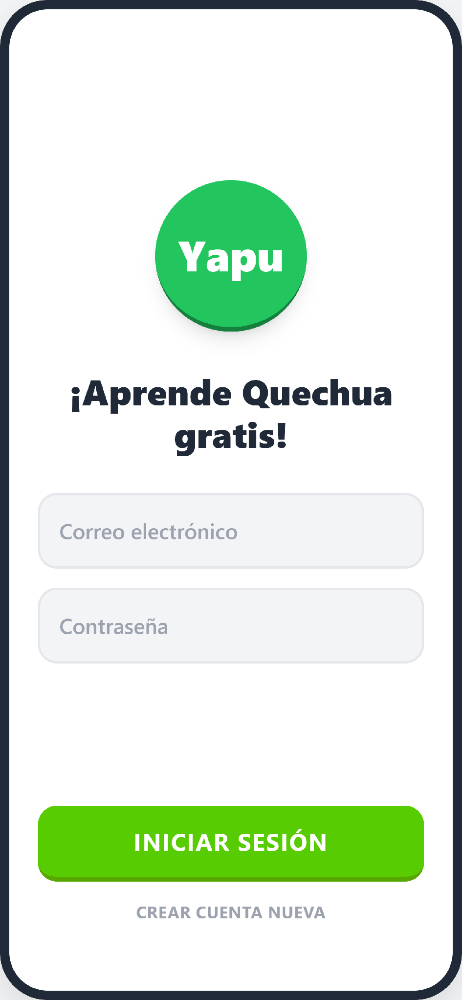 Yapu
¡Aprende Quechua
gratis!
Correo electrónico
Contraseña
INICIAR SESIÓN
CREAR CUENTA NUEVA